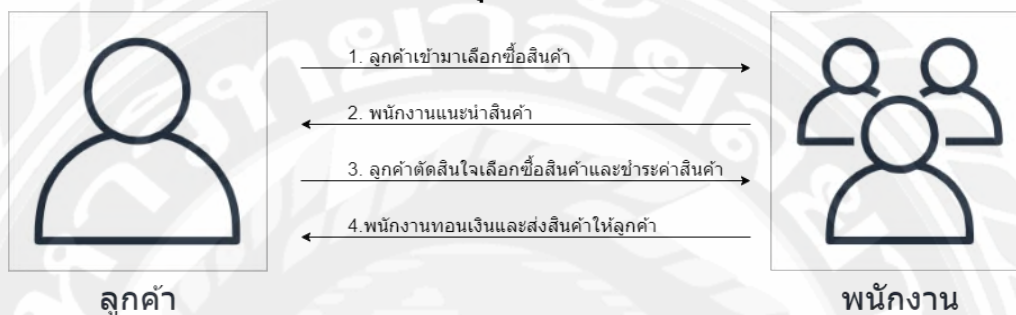 1. ลูกค้าเข้ามาเลือกซื้อสินค้า
2. พนักงานแนะนำสินค้า
3. ลูกค้าตัดสินใจเลือกซื้อสินค้าและชำระค่าสินค้า
4.พนักงานทอนเงินและส่งสินค้าให้ลูกค้า
ลูกค้า
พนักงาน